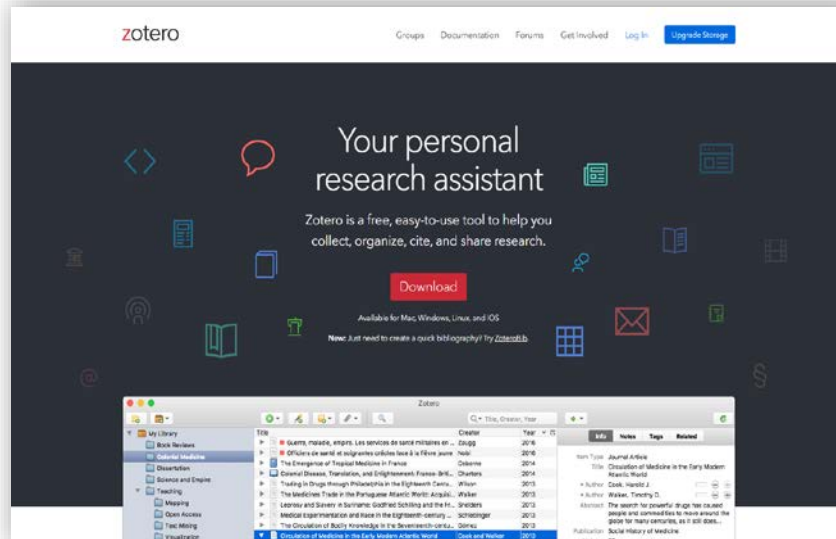 zotero
Groups Documentation Forums Get Involved Log In Upgrade Storage
Your personal
research assistant
Zotero is a free, easy-to-use tool to help you
collect, organize, cite, and share research.
Download
Available for Mac, Windows, Linux, and iOS
New: Just need to create a quick bibliography? Try ZoteroBib.
Zotero
Title, Creator, Year
My Library
Book Reviews
Colonial Medicine
Dissertation
Science and Empire
Teaching
Mapping
Open Access
Text Mining
Visualization
Title Creator Year
Guerre, maladie, empire. Les services de santé militaires en ... Zaugg 2016
Officiers de santé et soignantes créoles face à la fièvre jaune Nobi 2016
The Emergence of Tropical Medicine in France Osborne 2014
Colonial Disease, Translation, and Enlightenment: Franco-Brit... Charters 2014
Trading in Drugs through Philadelphia in the Eighteenth Centu... Wilson 2013
The Medicines Trade in the Portuguese Atlantic World: Acquisi... Walker 2013
Leprosy and Slavery in Suriname: Godfried Schilling and the Fr... Snelders 2013
Medical Experimentation and Race in the Eighteenth-century ... Schiebinger 2013
The Circulation of Bodily Knowledge in the Seventeenth-centu... Gómez 2013
Circulation of Medicine in the Early Modern Atlantic World Cook and Walker 2013
Info Notes Tags Related
Item Type Journal Article
Title Circulation of Medicine in the Early Modern
Atlantic World
Author Cook, Harold J.
Author Walker, Timothy D.
Abstract The search for powerful drugs has caused
people and commodities to move around the
globe for many centuries, as it still does...
Publication Social History of Medicine